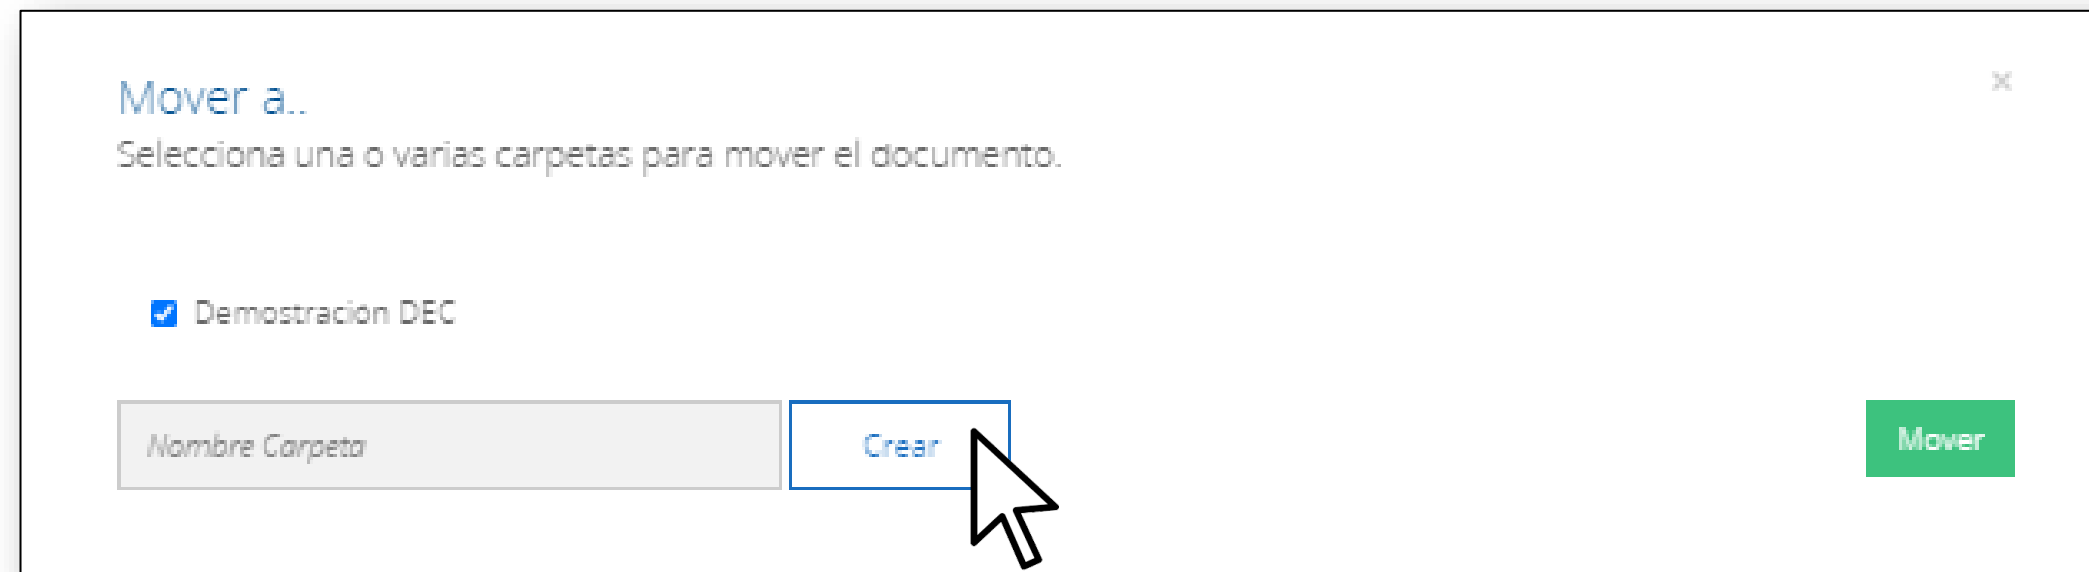 Mover a..
×
Selecciona una o varias carpetas para mover el documento.
Demostración DEC
Nombre Carpeta
Crear
Mover